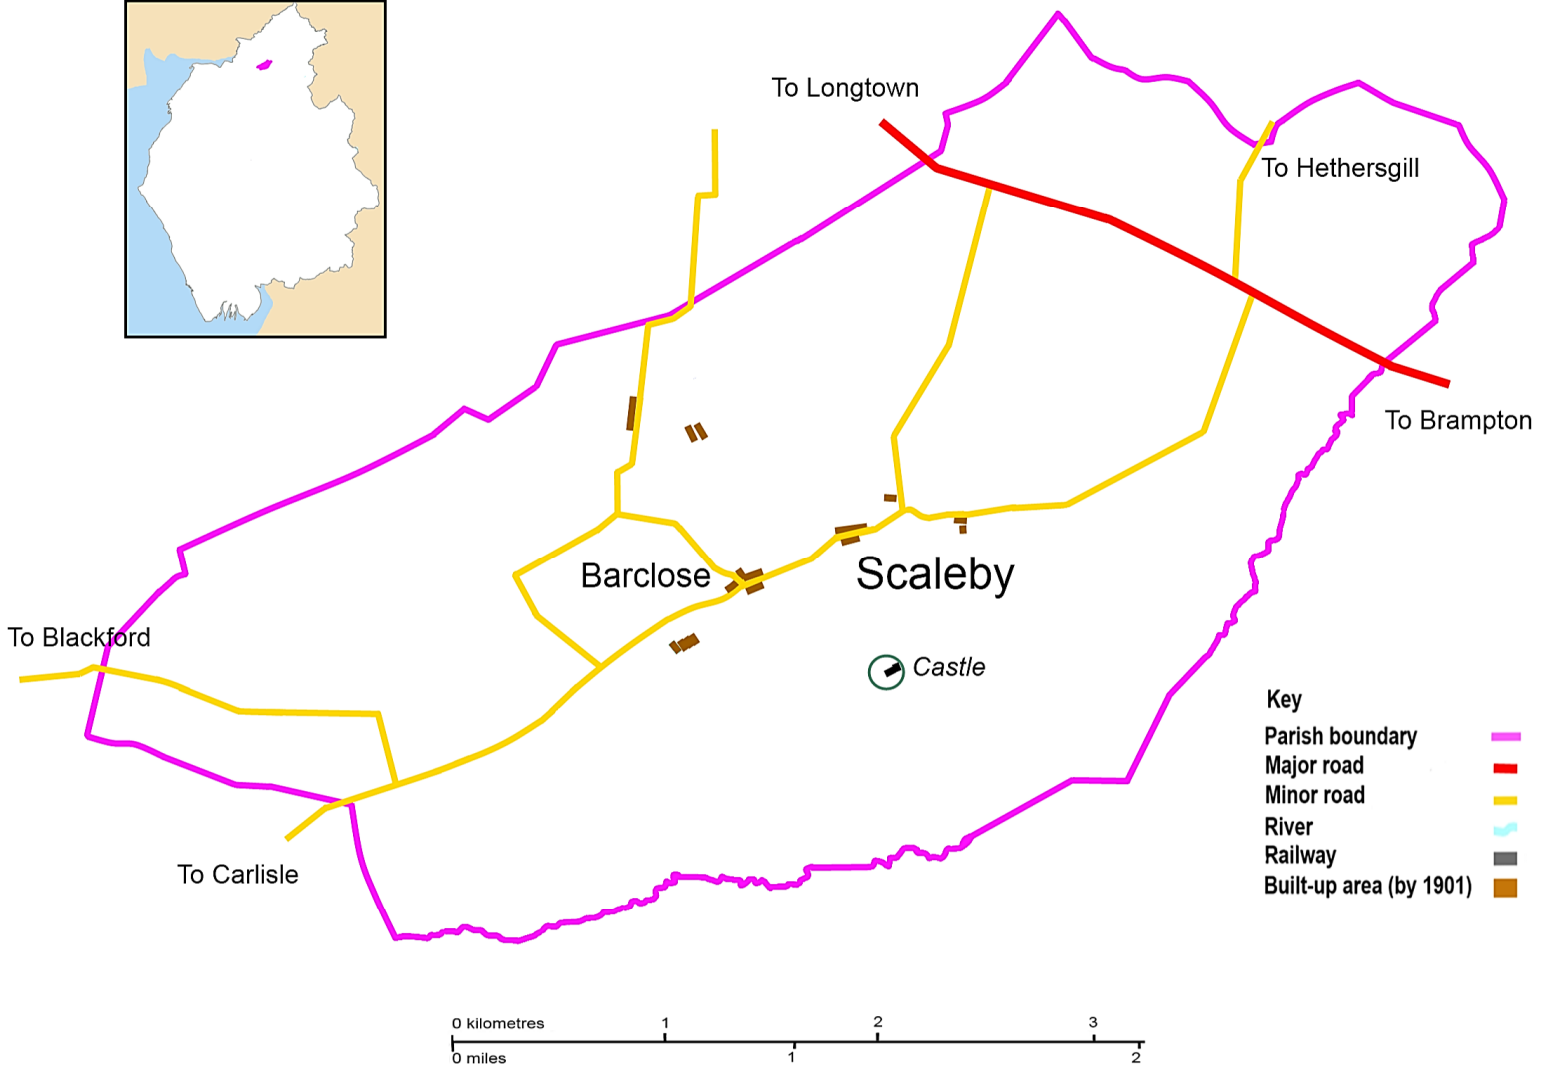 To Longtown
To Hethersgill
To Brampton
Barclose
Scaleby
To Blackford
Castle
To Carlisle
Key
Parish boundary
Major road
Minor road
River
Railway
Built-up area (by 1901)
0 kilometres 1 2 3
0 miles 1 2